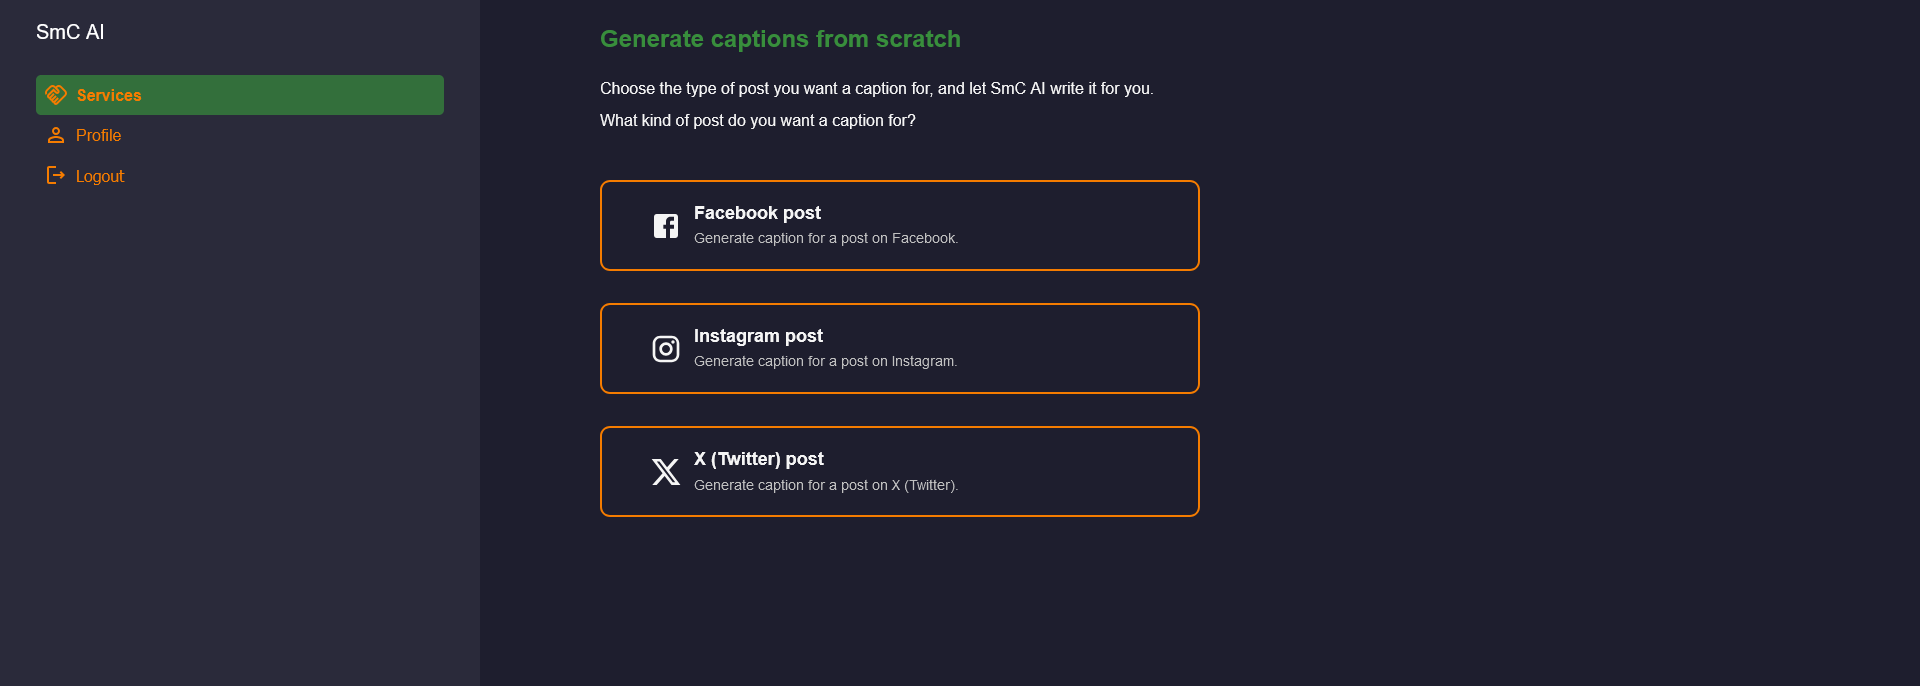 SmC AI
Services
Profile
Logout
Generate captions from scratch
Choose the type of post you want a caption for, and let SmC AI write it for you.
What kind of post do you want a caption for?
Facebook post
Generate caption for a post on Facebook.
Instagram post
Generate caption for a post on Instagram.
X (Twitter) post
Generate caption for a post on X (Twitter).